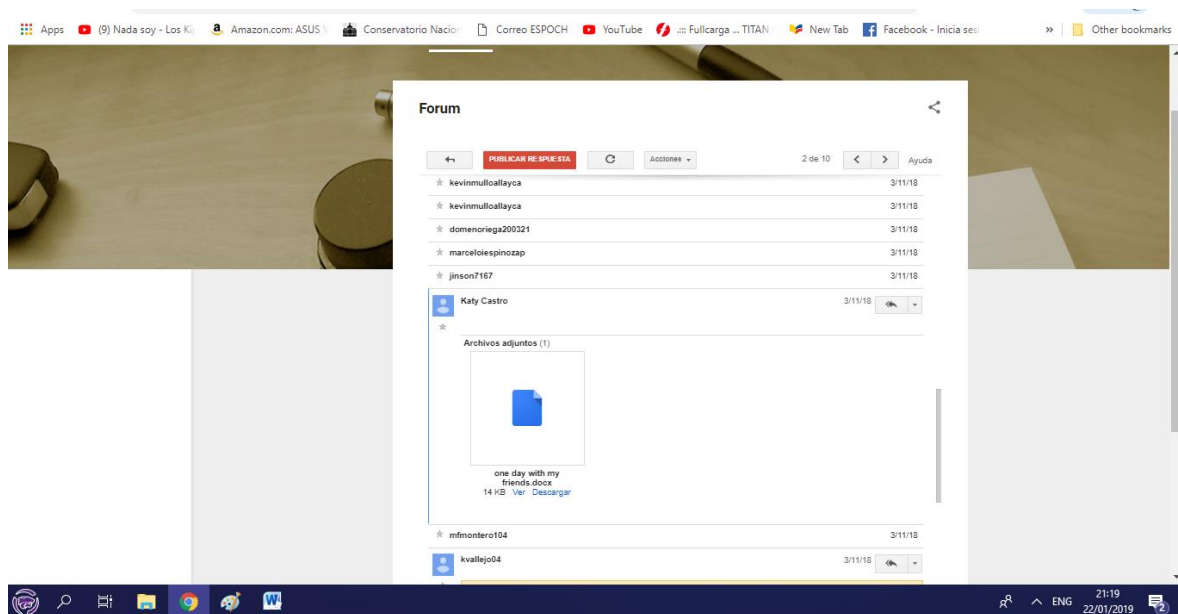 Apps (9) Nada soy - Los Ki Amazon.com: ASUS V Conservatorio Nacion Correo ESPOCH YouTube .::: Fullcarga ... TITAN New Tab Facebook - Inicia sesi » Other bookmarks
Forum
PUBLICAR RESPUESTA C Acciones 2 de 10 < > Ayuda
kevinmulloallayca 3/11/18
kevinmulloallayca 3/11/18
domenoriega200321 3/11/18
marceloiespinozap 3/11/18
jinson7167 3/11/18
Katy Castro 3/11/18
Archivos adjuntos (1)
one day with my
friends.docx
14 KB Ver Descargar
mfmontero104 3/11/18
kvallejo04 3/11/18
ENG 21:19
22/01/2019 2